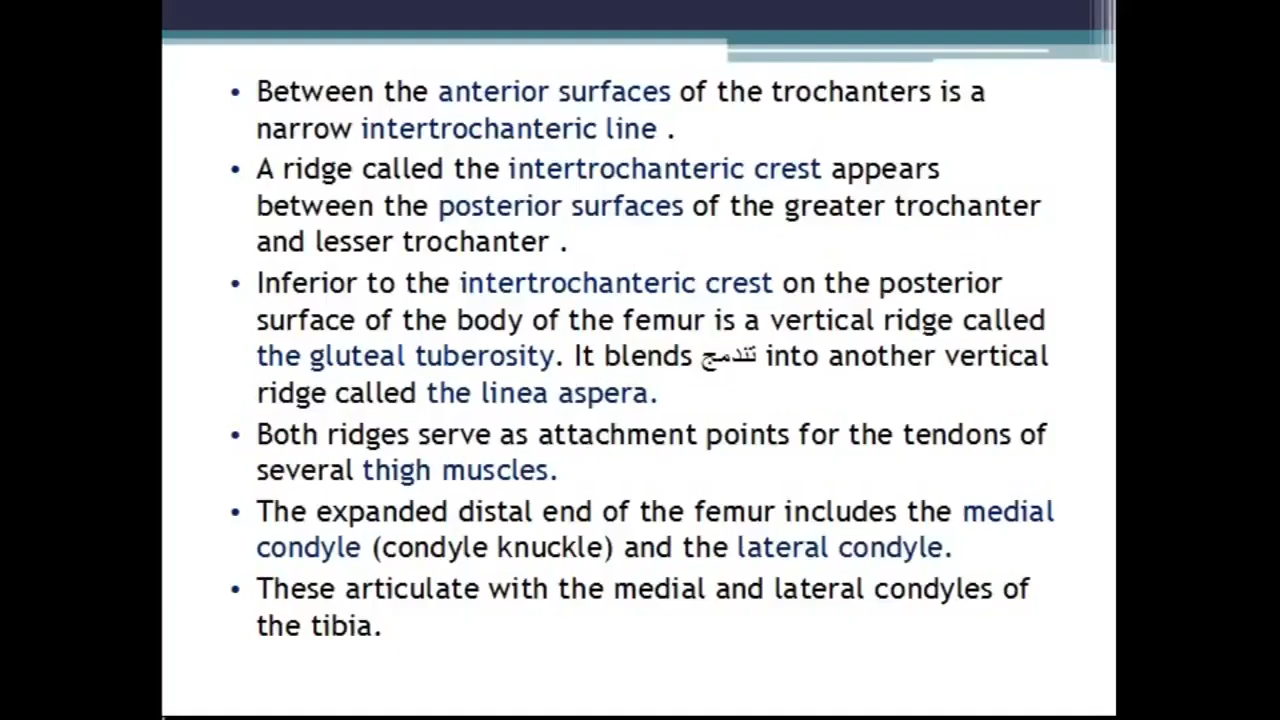 • Between the anterior surfaces of the trochanters is a
narrow intertrochanteric line .
• A ridge called the intertrochanteric crest appears
between the posterior surfaces of the greater trochanter
and lesser trochanter .
• Inferior to the intertrochanteric crest on the posterior
surface of the body of the femur is a vertical ridge called
the gluteal tuberosity. It blends تندمج into another vertical
ridge called the linea aspera.
• Both ridges serve as attachment points for the tendons of
several thigh muscles.
• The expanded distal end of the femur includes the medial
condyle (condyle knuckle) and the lateral condyle.
• These articulate with the medial and lateral condyles of
the tibia.